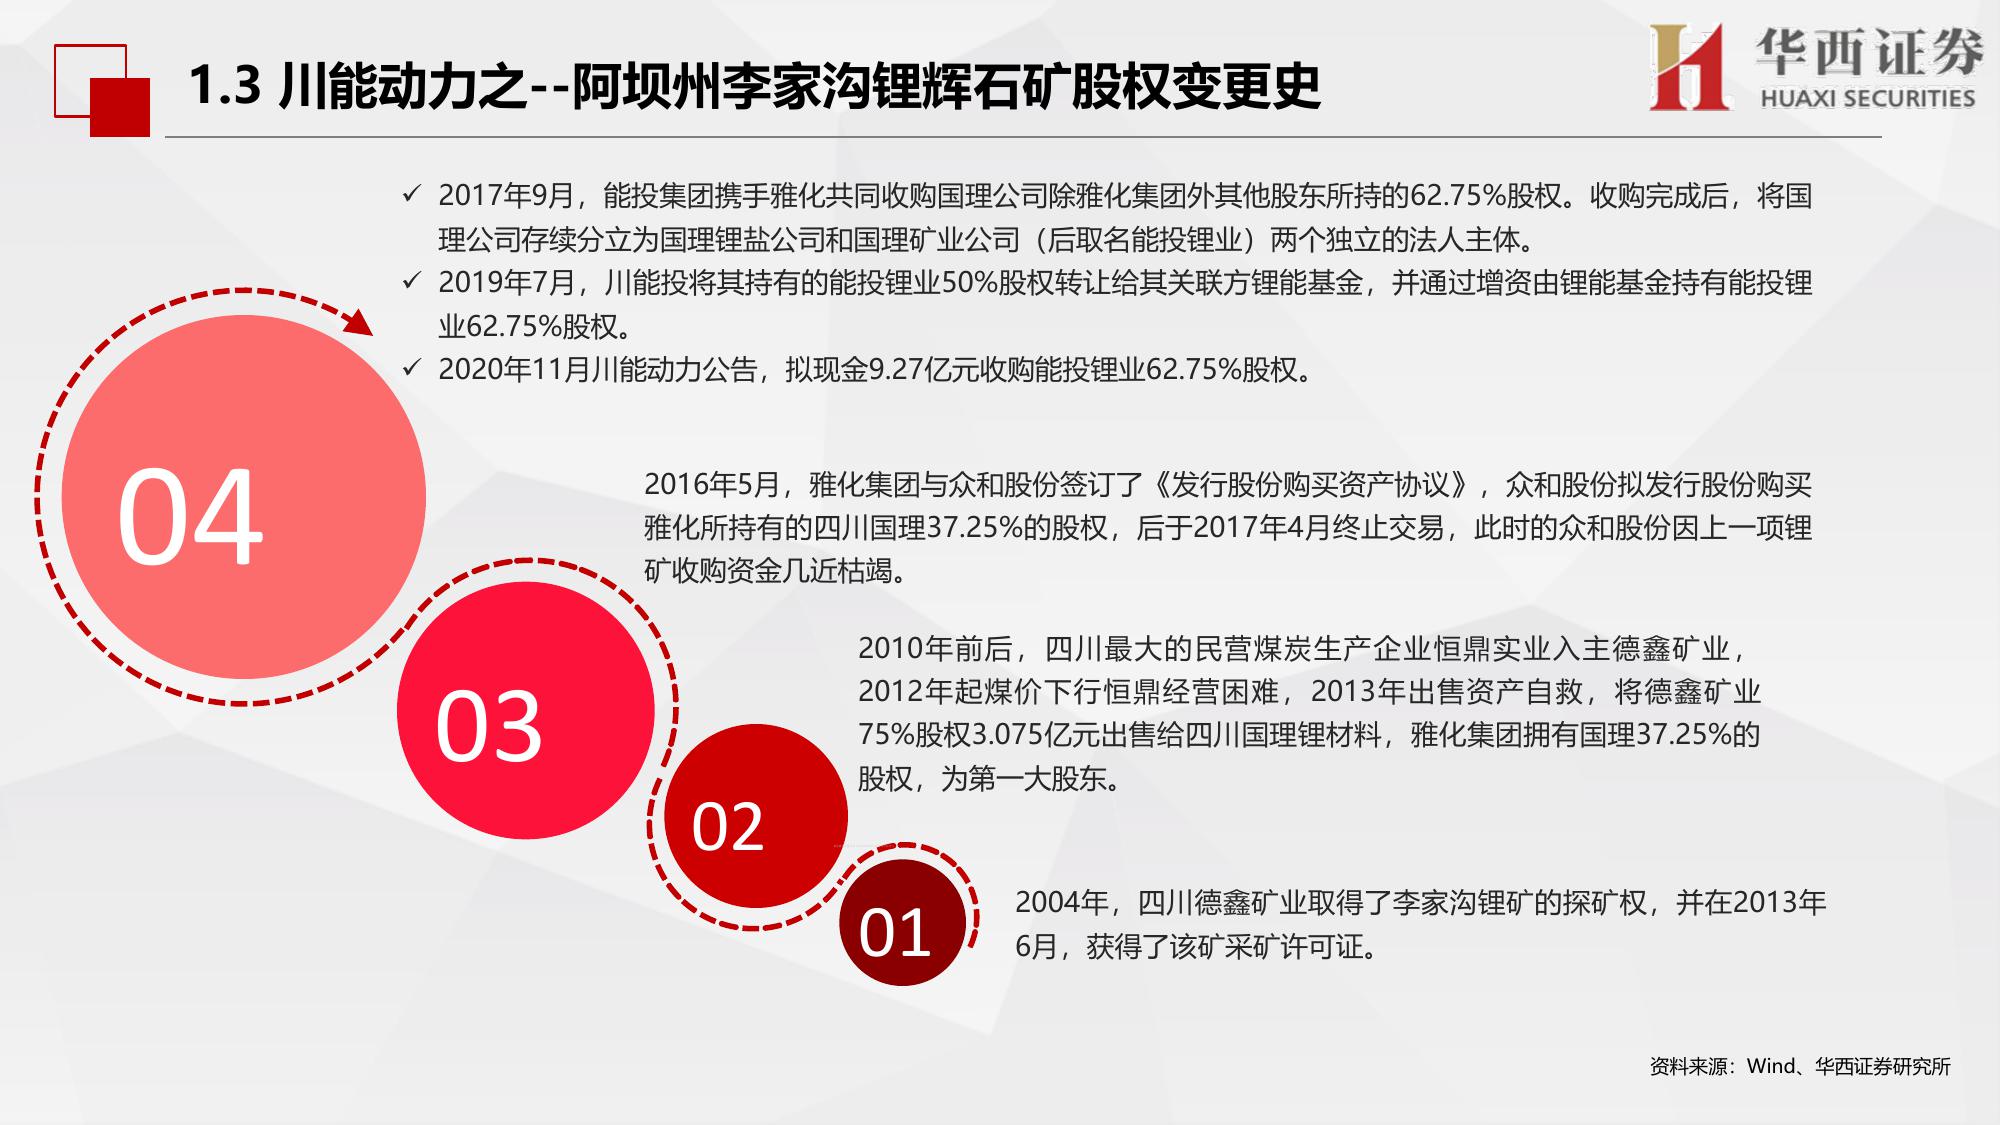 1.3 川能动力之--阿坝州李家沟锂辉石矿股权变更史
华西证券
HUAXI SECURITIES
✓ 2017年9月，能投集团携手雅化共同收购国理公司除雅化集团外其他股东所持的62.75%股权。收购完成后，将国
理公司存续分立为国理锂盐公司和国理矿业公司（后取名能投锂业）两个独立的法人主体。
✓ 2019年7月，川能投将其持有的能投锂业50%股权转让给其关联方锂能基金，并通过增资由锂能基金持有能投锂
业62.75%股权。
✓ 2020年11月川能动力公告，拟现金9.27亿元收购能投锂业62.75%股权。
04
2016年5月，雅化集团与众和股份签订了《发行股份购买资产协议》，众和股份拟发行股份购买
雅化所持有的四川国理37.25%的股权，后于2017年4月终止交易，此时的众和股份因上一项锂
矿收购资金几近枯竭。
03
2010年前后，四川最大的民营煤炭生产企业恒鼎实业入主德鑫矿业，
2012年起煤价下行恒鼎经营困难，2013年出售资产自救，将德鑫矿业
75%股权3.075亿元出售给四川国理锂材料，雅化集团拥有国理37.25%的
股权，为第一大股东。
02
01
2004年，四川德鑫矿业取得了李家沟锂矿的探矿权，并在2013年
6月，获得了该矿采矿许可证。
资料来源：Wind、华西证券研究所